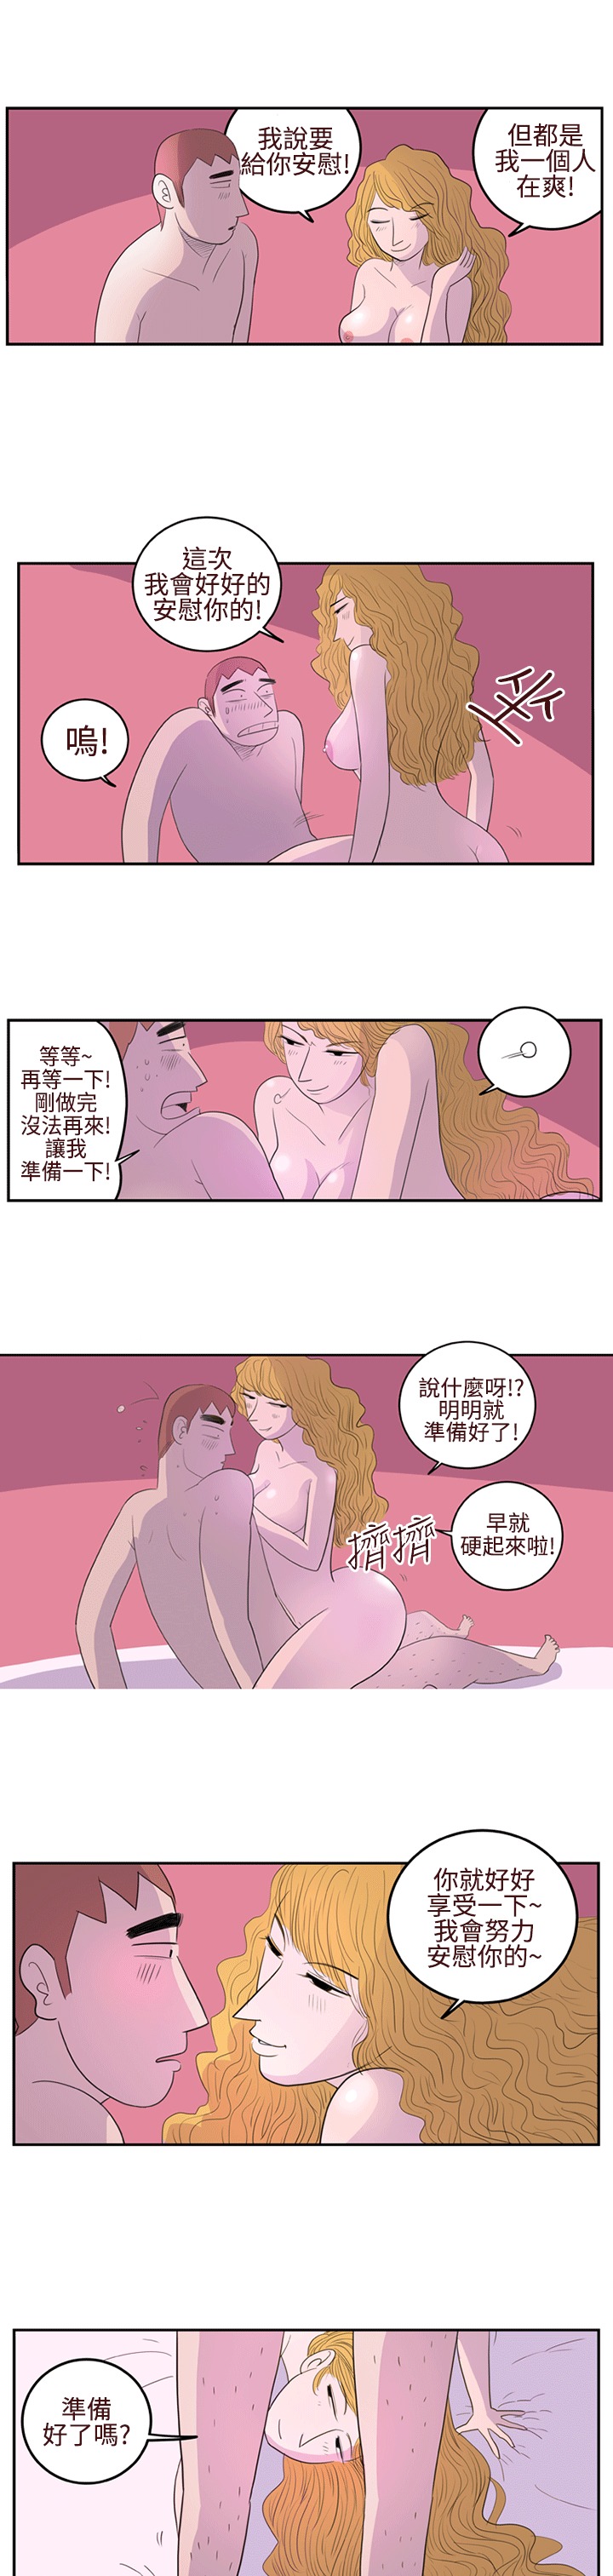 我說要
給你安慰!
但都是
我一個人
在爽!
這次
我會好好的
安慰你的!
嗚!
等等~
再等一下!
剛做完
沒法再來!
讓我
準備一下!
說什麼呀!?
明明就
準備好了!
早就
硬起來啦!
擠擠
你就好好
享受一下~
我會努力
安慰你的~
準備
好了嗎?